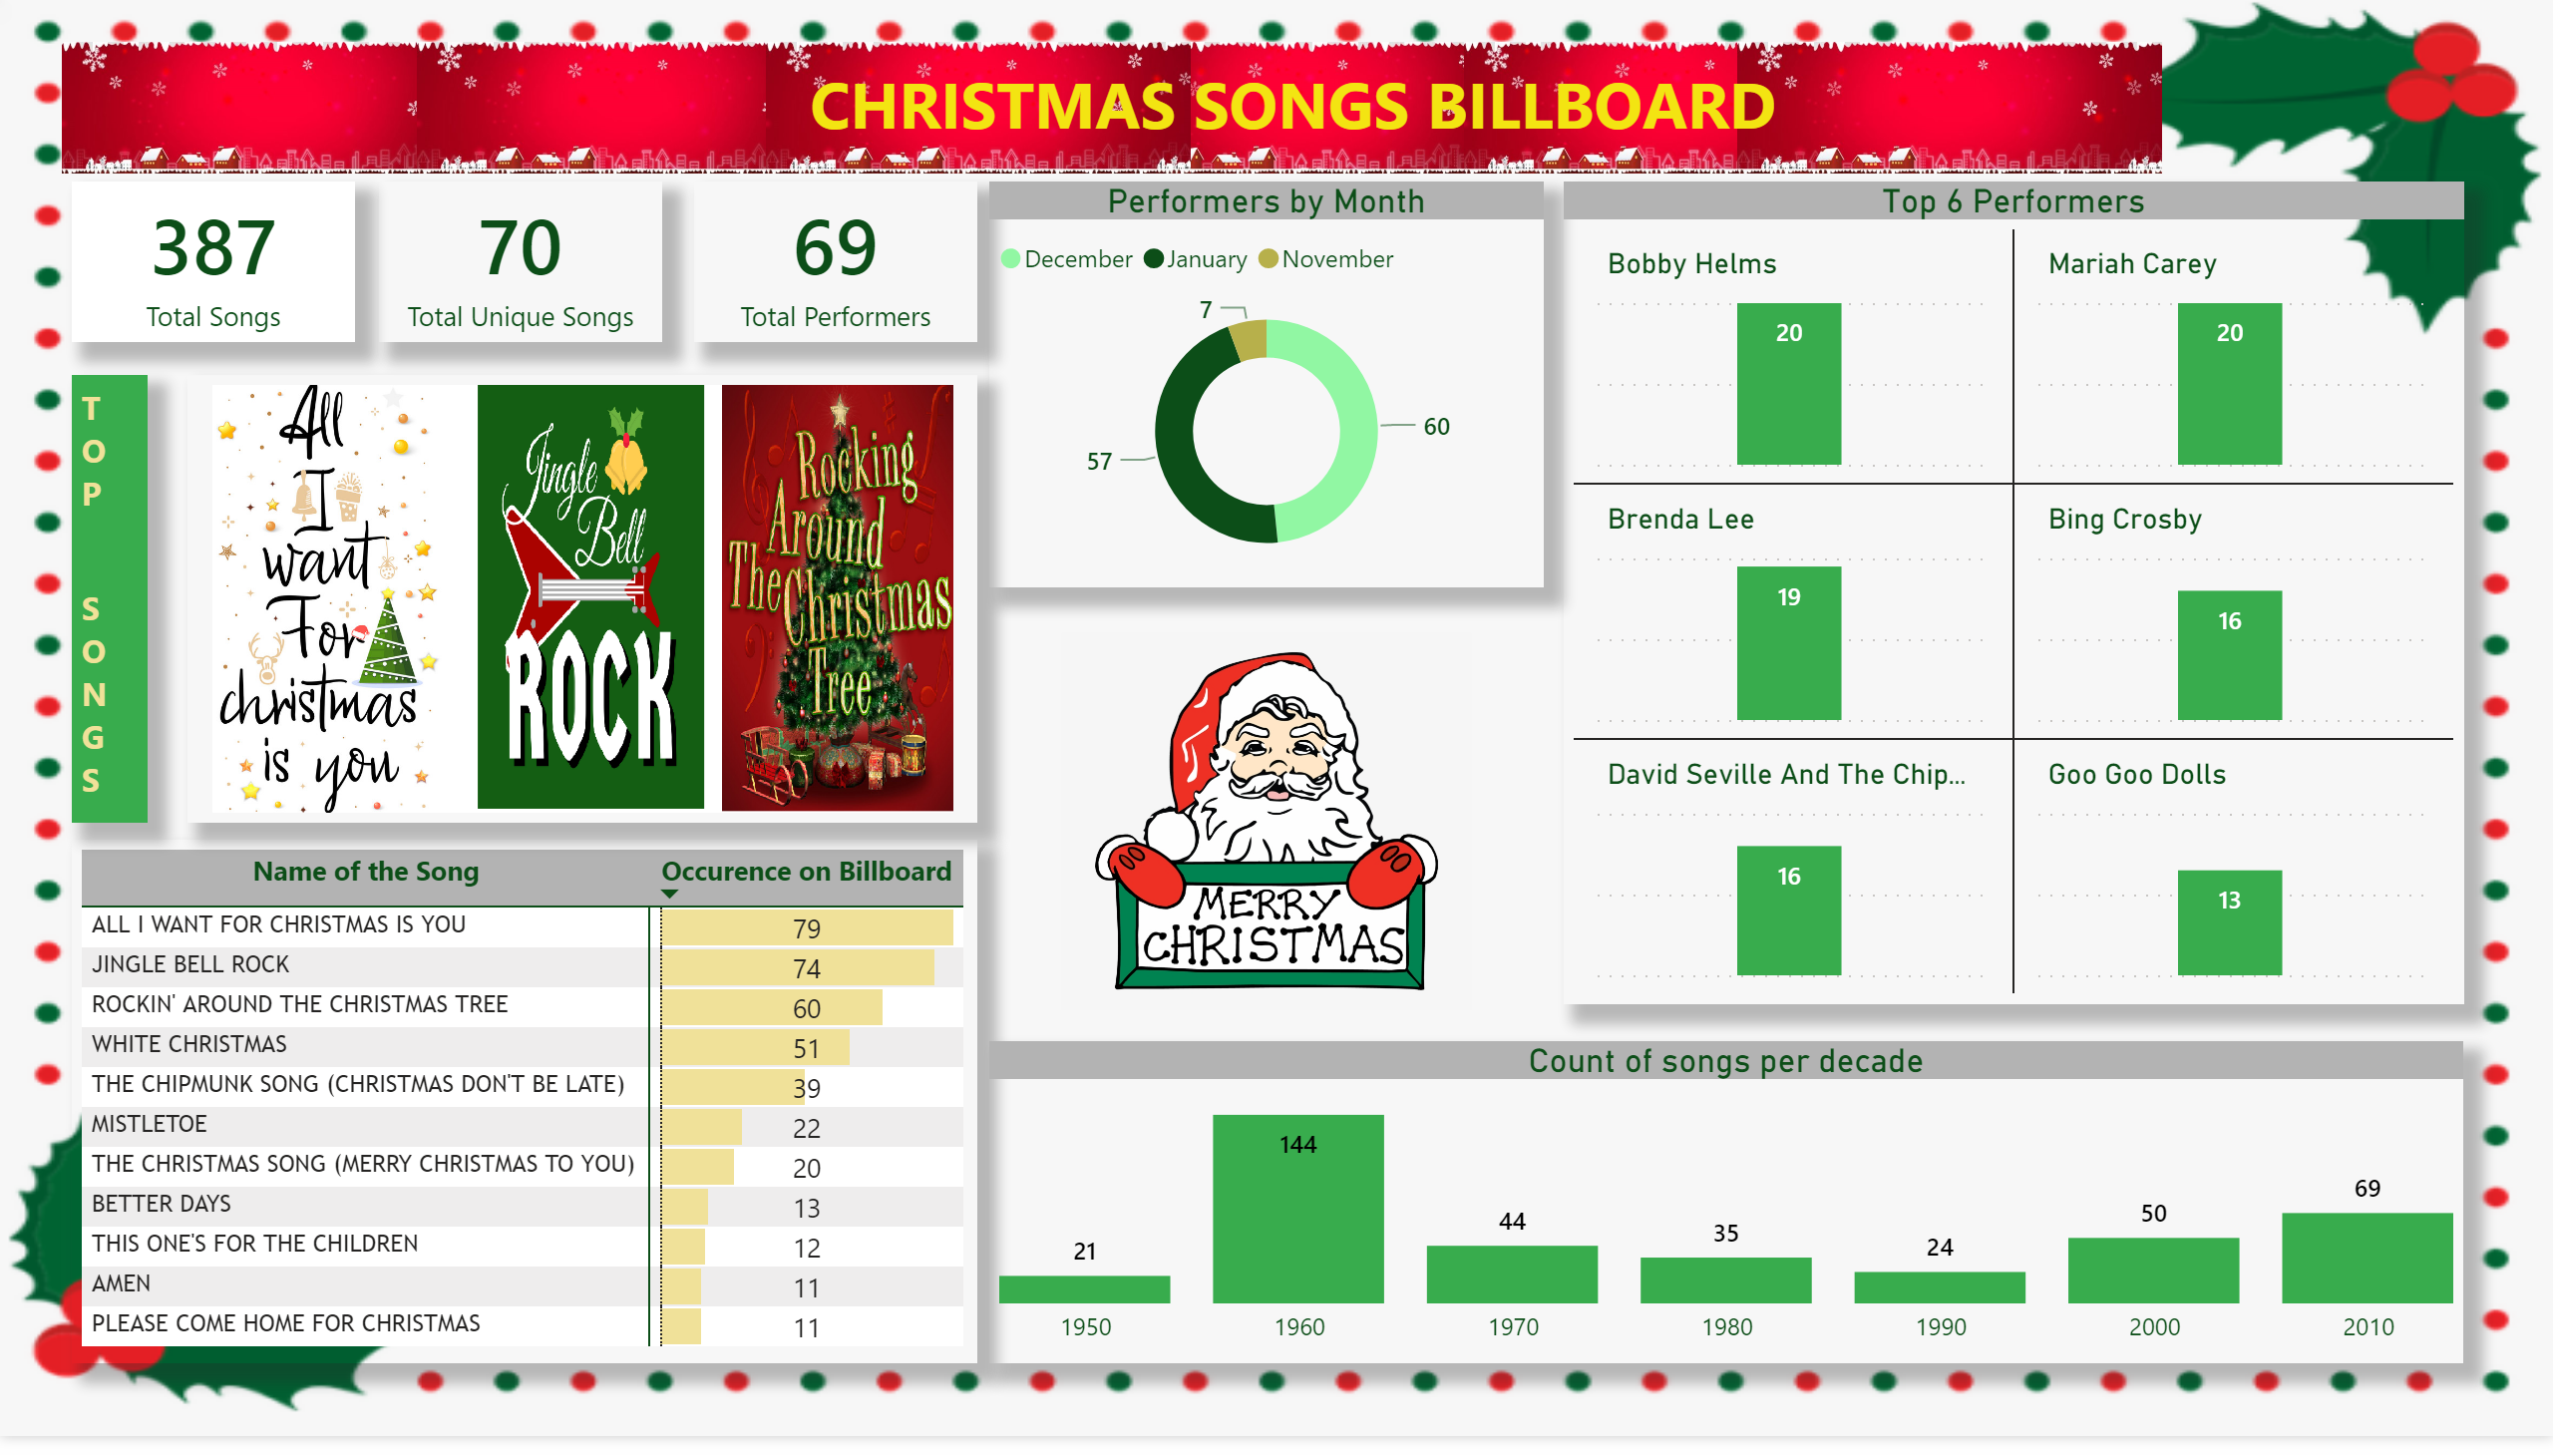 CHRISTMAS SONGS BILLBOARD
387
Total Songs
70
Total Unique Songs
69
Total Performers
TOP SONGS
All
I
want
For
christmas
is you
Jingle
Bell
ROCK
Rocking
Around
The Christmas
Tree
Name of the Song Occurence on Billboard
ALL I WANT FOR CHRISTMAS IS YOU 79
JINGLE BELL ROCK 74
ROCKIN' AROUND THE CHRISTMAS TREE 60
WHITE CHRISTMAS 51
THE CHIPMUNK SONG (CHRISTMAS DON'T BE LATE) 39
MISTLETOE 22
THE CHRISTMAS SONG (MERRY CHRISTMAS TO YOU) 20
BETTER DAYS 13
THIS ONE'S FOR THE CHILDREN 12
AMEN 11
PLEASE COME HOME FOR CHRISTMAS 11
Performers by Month
December January November
7
60
57
MERRY
CHRISTMAS
Top 6 Performers
Bobby Helms
20
Mariah Carey
20
Brenda Lee
19
Bing Crosby
16
David Seville And The Chip...
16
Goo Goo Dolls
13
Count of songs per decade
21 144 44 35 24 50 69
1950 1960 1970 1980 1990 2000 2010